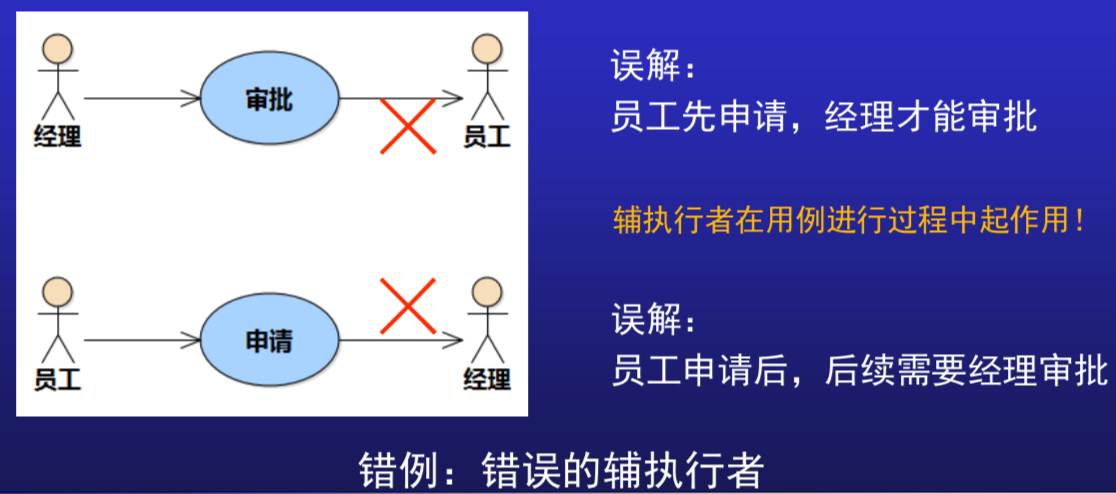 审批
经理
员工
误解：
员工先申请，经理才能审批
辅执行者在用例进行过程中起作用！
申请
员工
经理
误解：
员工申请后，后续需要经理审批
错例：错误的辅执行者